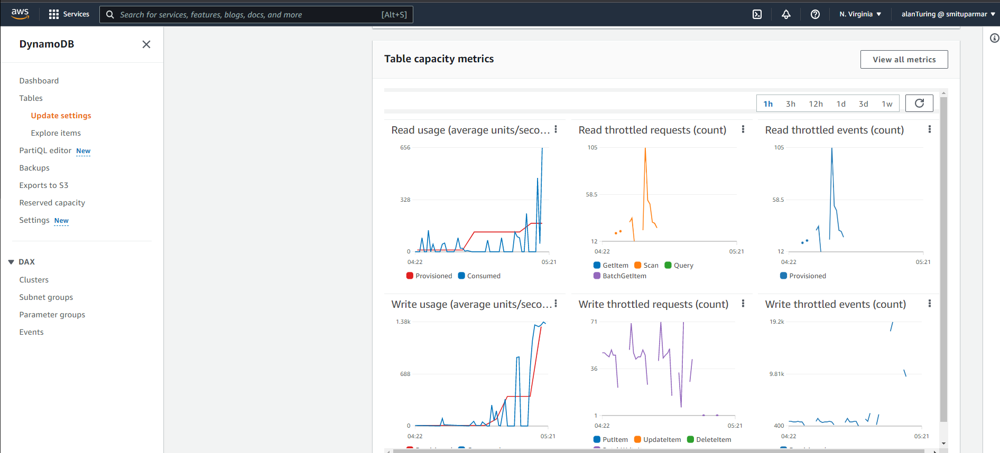 aws
Services
Search for services, features, blogs, docs, and more
[Alt+S]
N. Virginia
alanTuring @ smituparmar
DynamoDB
Dashboard
Tables
Update settings
Explore items
PartiQL editor New
Backups
Exports to S3
Reserved capacity
Settings New
DAX
Clusters
Subnet groups
Parameter groups
Events
Table capacity metrics
View all metrics
1h 3h 12h 1d 3d 1w
Read usage (average units/seco...
656
328
0
04:22 05:21
Provisioned Consumed
Read throttled requests (count)
105
58.5
12
04:22 05:21
GetItem Scan Query
BatchGetItem
Read throttled events (count)
105
58.5
12
04:22 05:21
Provisioned
Write usage (average units/seco...
1.38k
688
0
04:22 05:21
Write throttled requests (count)
71
36
1
04:22 05:21
PutItem UpdateItem DeleteItem
Write throttled events (count)
19.2k
9.81k
400
04:22 05:21